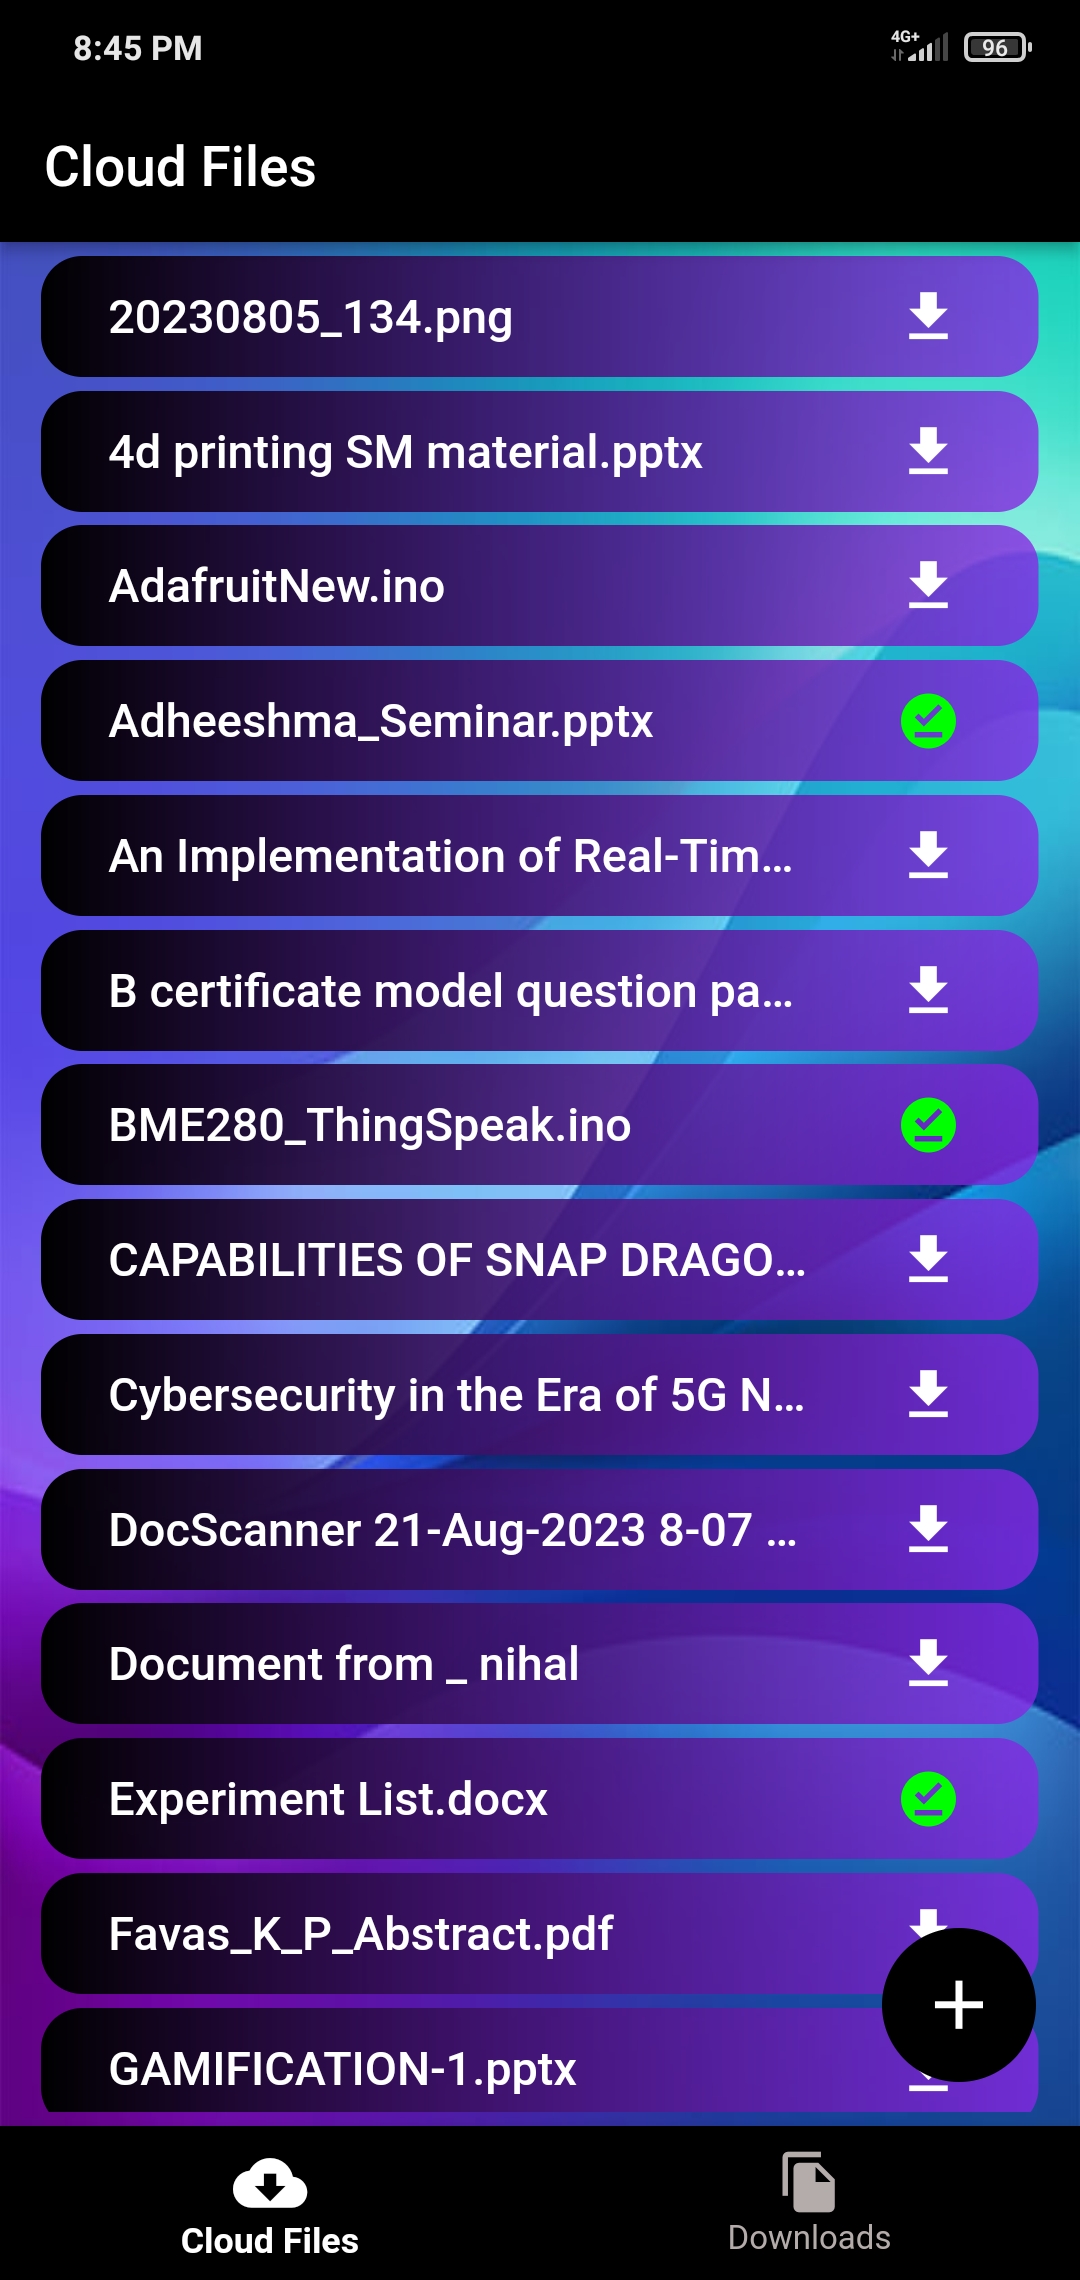 8:45 PM
4G+
96
Cloud Files
20230805_134.png
4d printing SM material.pptx
AdafruitNew.ino
Adheeshma_Seminar.pptx
An Implementation of Real-Tim...
B certificate model question pa...
BME280_ThingSpeak.ino
CAPABILITIES OF SNAP DRAGO...
Cybersecurity in the Era of 5G N...
DocScanner 21-Aug-2023 8-07 ...
Document from _ nihal
Experiment List.docx
Favas_K_P_Abstract.pdf
GAMIFICATION-1.pptx
Cloud Files
Downloads